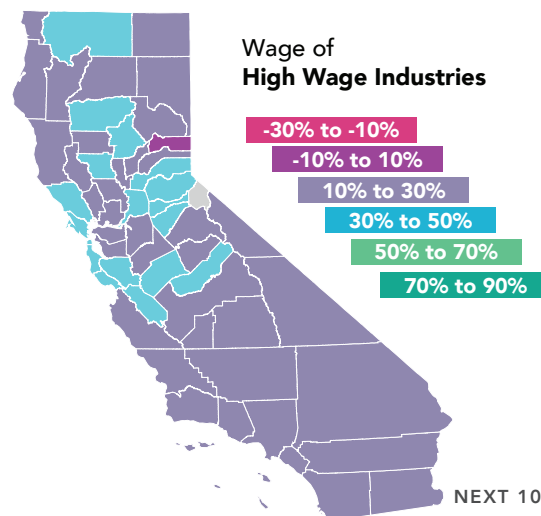 Wage of
High Wage Industries
-30% to -10%
-10% to 10%
10% to 30%
30% to 50%
50% to 70%
70% to 90%
NEXT 10